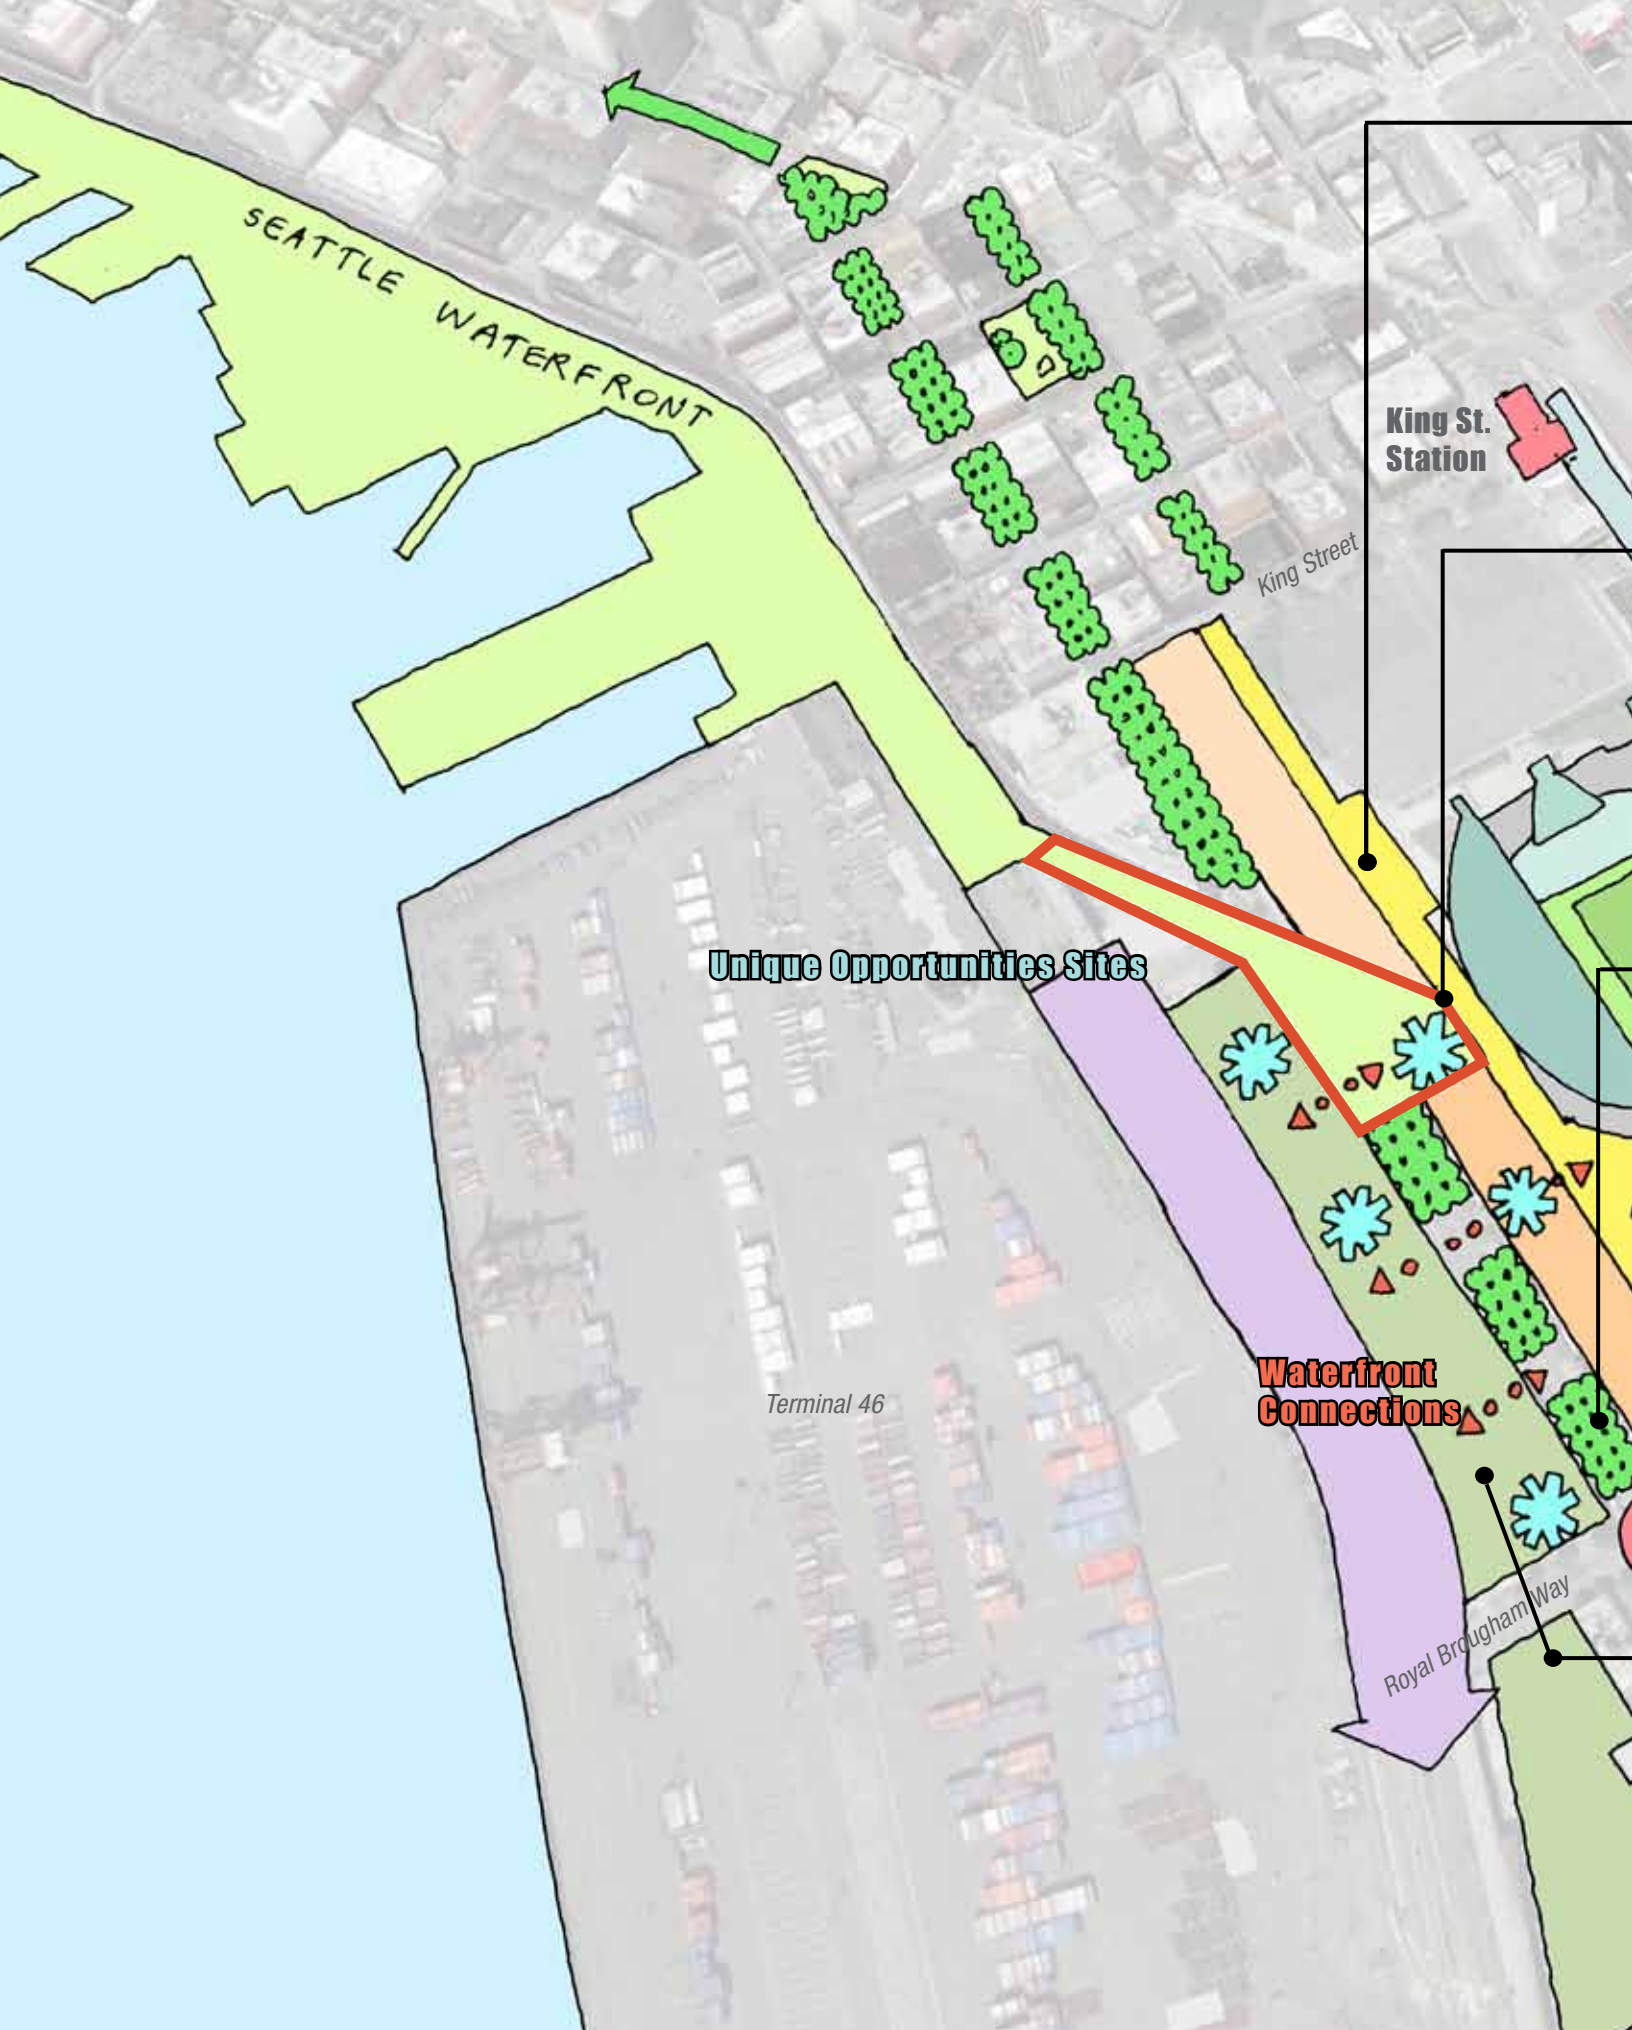 SEATTLE WATERFRONT
King St.
Station
King Street
Unique Opportunities Sites
Waterfront
Connections
Terminal 46
Royal Brougham Way